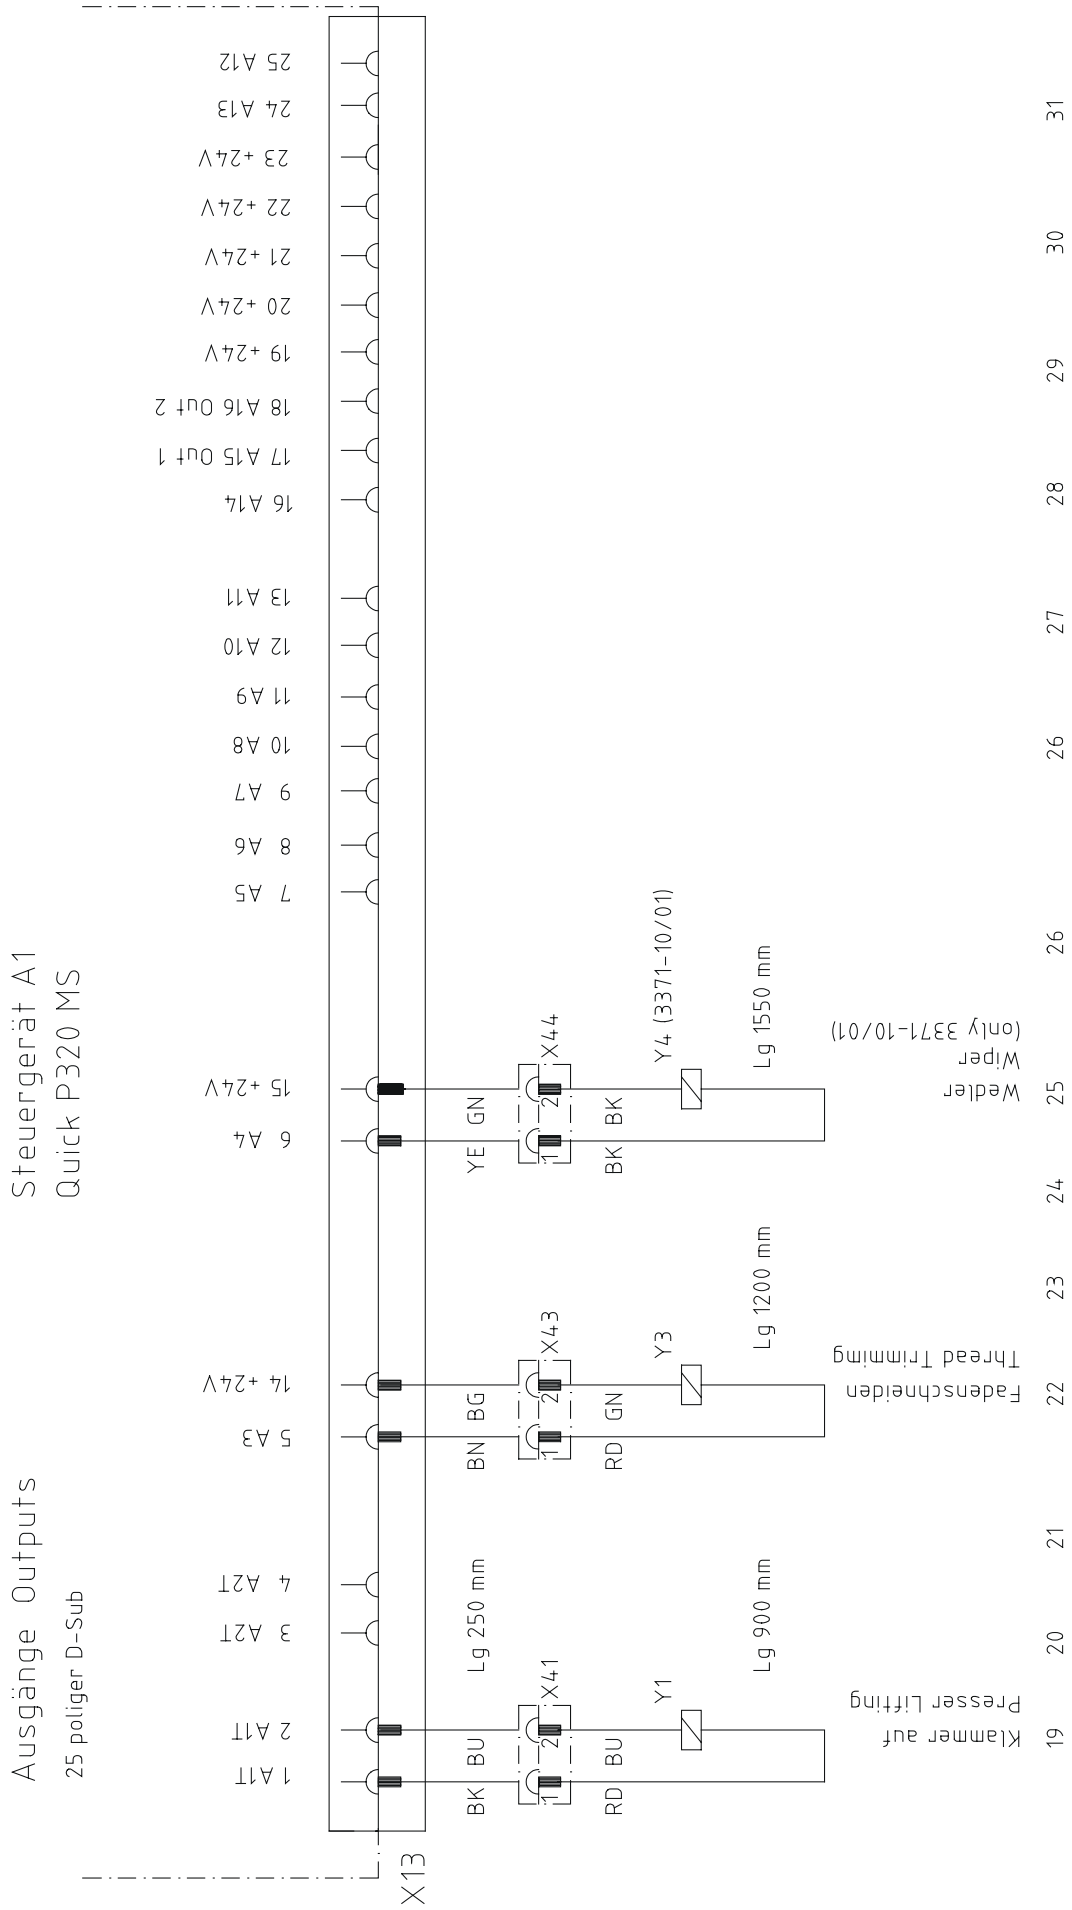 Ausgänge Outputs
25 poliger D-Sub
Steuergerät A1
Quick P320 MS
1 A1T
2 A1T
3 A2T
4 A2T
5 A3
14 +24V
6 A4
15 +24V
7 A5
8 A6
9 A7
10 A8
11 A9
12 A10
13 A11
16 A14
17 A15 Out 1
18 A16 Out 2
19 +24V
20 +24V
21 +24V
22 +24V
23 +24V
24 A13
25 A12
X13
BK BU
Lg 250 mm
BN BG
YE GN
1 2
X41
1 2
X43
1 2
X44
RD BU
RD GN
BK BK
Y1
Y3
Y4 (3371-10/01)
Lg 900 mm
Lg 1200 mm
Lg 1550 mm
Klammer auf
Presser Lifting
Fadenschneiden
Thread Trimming
Wedler
Wiper
(only 3371-10/01)
19
20
21
22
23
24
25
26
26
27
28
29
30
31